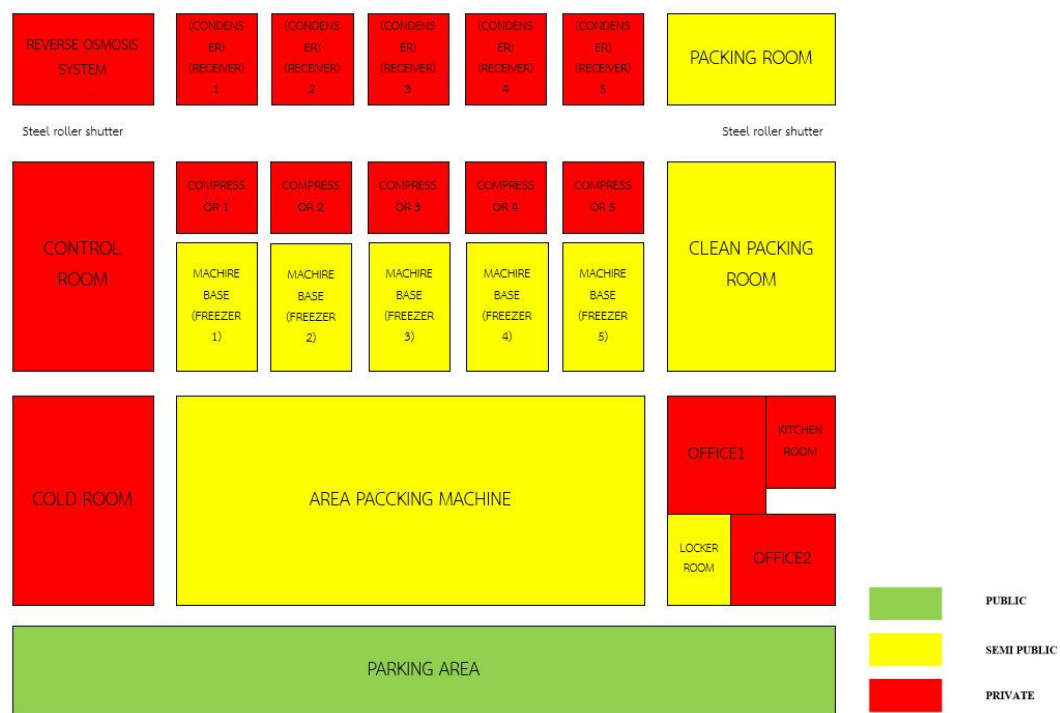 REVERSE OSMOSIS
SYSTEM
(CONDENS
ER)
(RECEIVER)
1
(CONDENS
ER)
(RECEIVER)
2
(CONDENS
ER)
(RECEIVER)
3
(CONDENS
ER)
(RECEIVER)
4
(CONDENS
ER)
(RECEIVER)
5
PACKING ROOM
Steel roller shutter
Steel roller shutter
CONTROL
ROOM
COMPRESS
OR 1
COMPRESS
OR 2
COMPRESS
OR 3
COMPRESS
OR 4
COMPRESS
OR 5
CLEAN PACKING
ROOM
MACHIRE
BASE
(FREEZER
1)
MACHIRE
BASE
(FREEZER
2)
MACHIRE
BASE
(FREEZER
3)
MACHIRE
BASE
(FREEZER
4)
MACHIRE
BASE
(FREEZER
5)
COLD ROOM
AREA PACCKING MACHINE
OFFICE1
KITCHEN
ROOM
LOCKER
ROOM
OFFICE2
PARKING AREA
PUBLIC
SEMI PUBLIC
PRIVATE